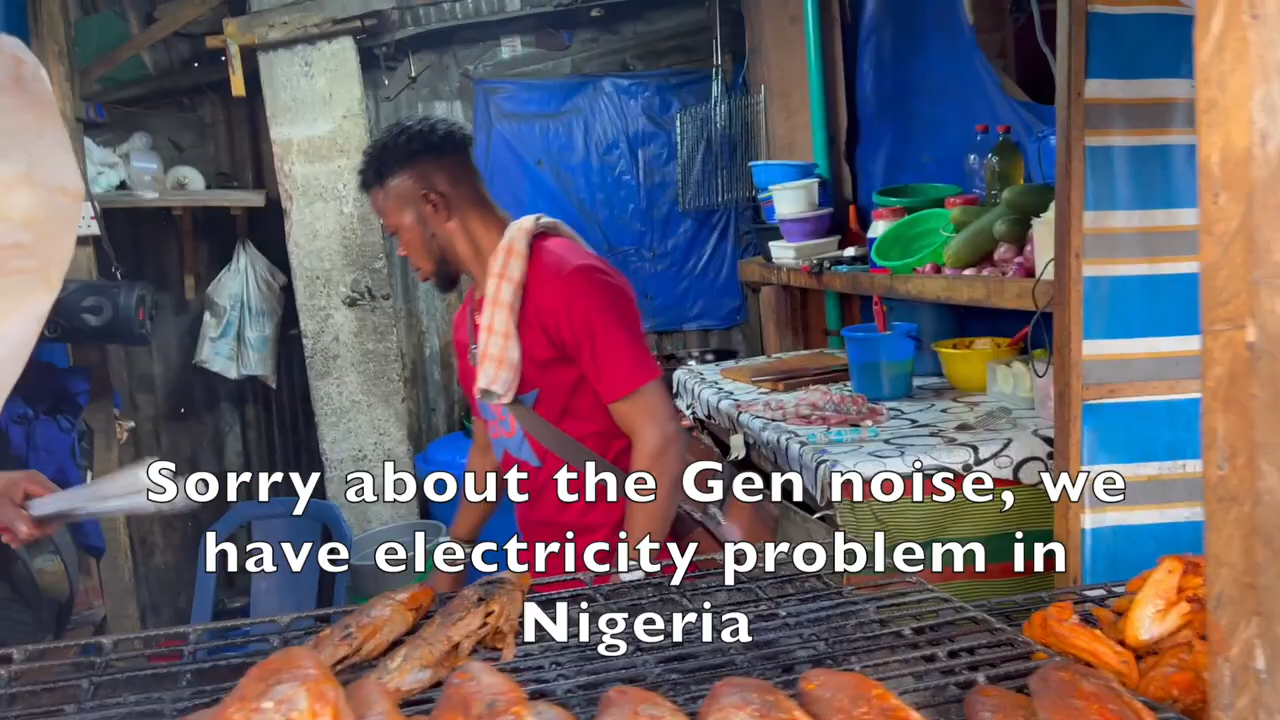 Sorry about the Gen noise, we
have electricity problem in
Nigeria